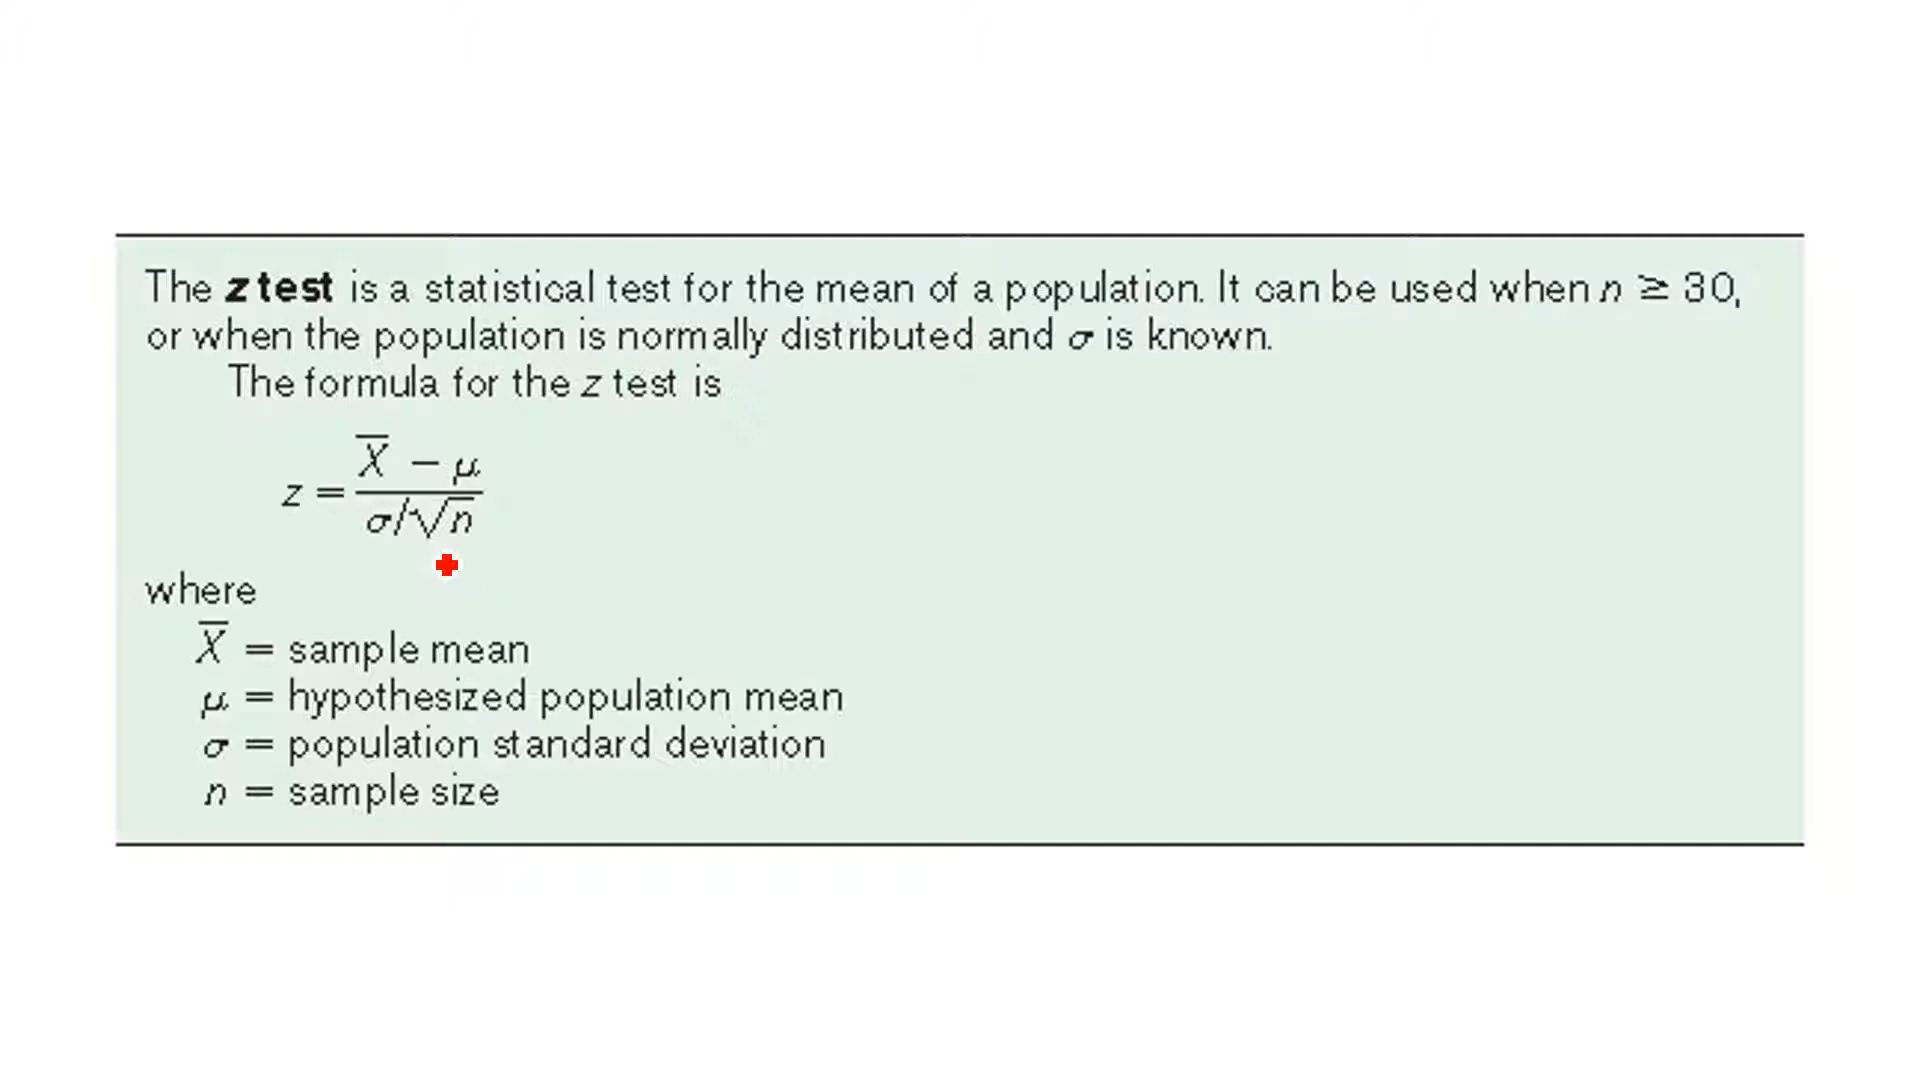 The z test is a statistical test for the mean of a population. It can be used when n ≥ 30,
or when the population is normally distributed and σ is known.
The formula for the z test is
z = (X̅ − μ) / (σ/√n)
where
X̅ = sample mean
μ = hypothesized population mean
σ = population standard deviation
n = sample size